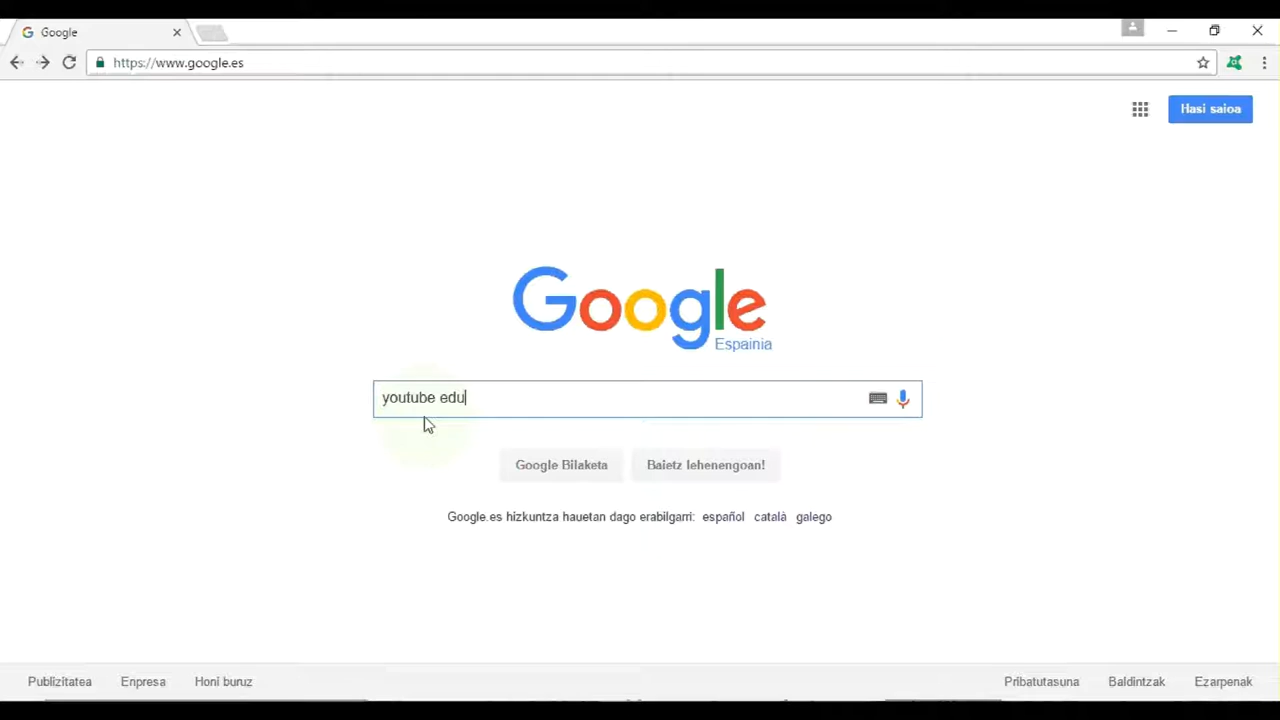 Google
https://www.google.es
Hasi saioa
Google
Espainia
youtube edu
Google Bilaketa
Baietz lehenengoan!
Google.es hizkuntza hauetan dago erabilgarri: español català galego
Publizitatea Enpresa Honi buruz
Pribatutasuna Baldintzak Ezarpenak